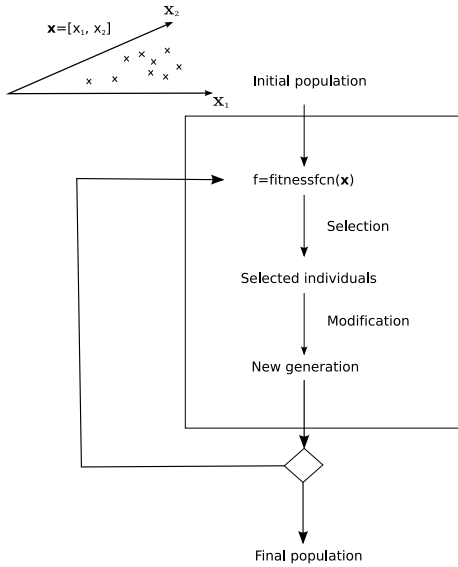 x₂
x=[x₁, x₂]
x₁
Initial population
f=fitnessfcn(x)
Selection
Selected individuals
Modification
New generation
Final population